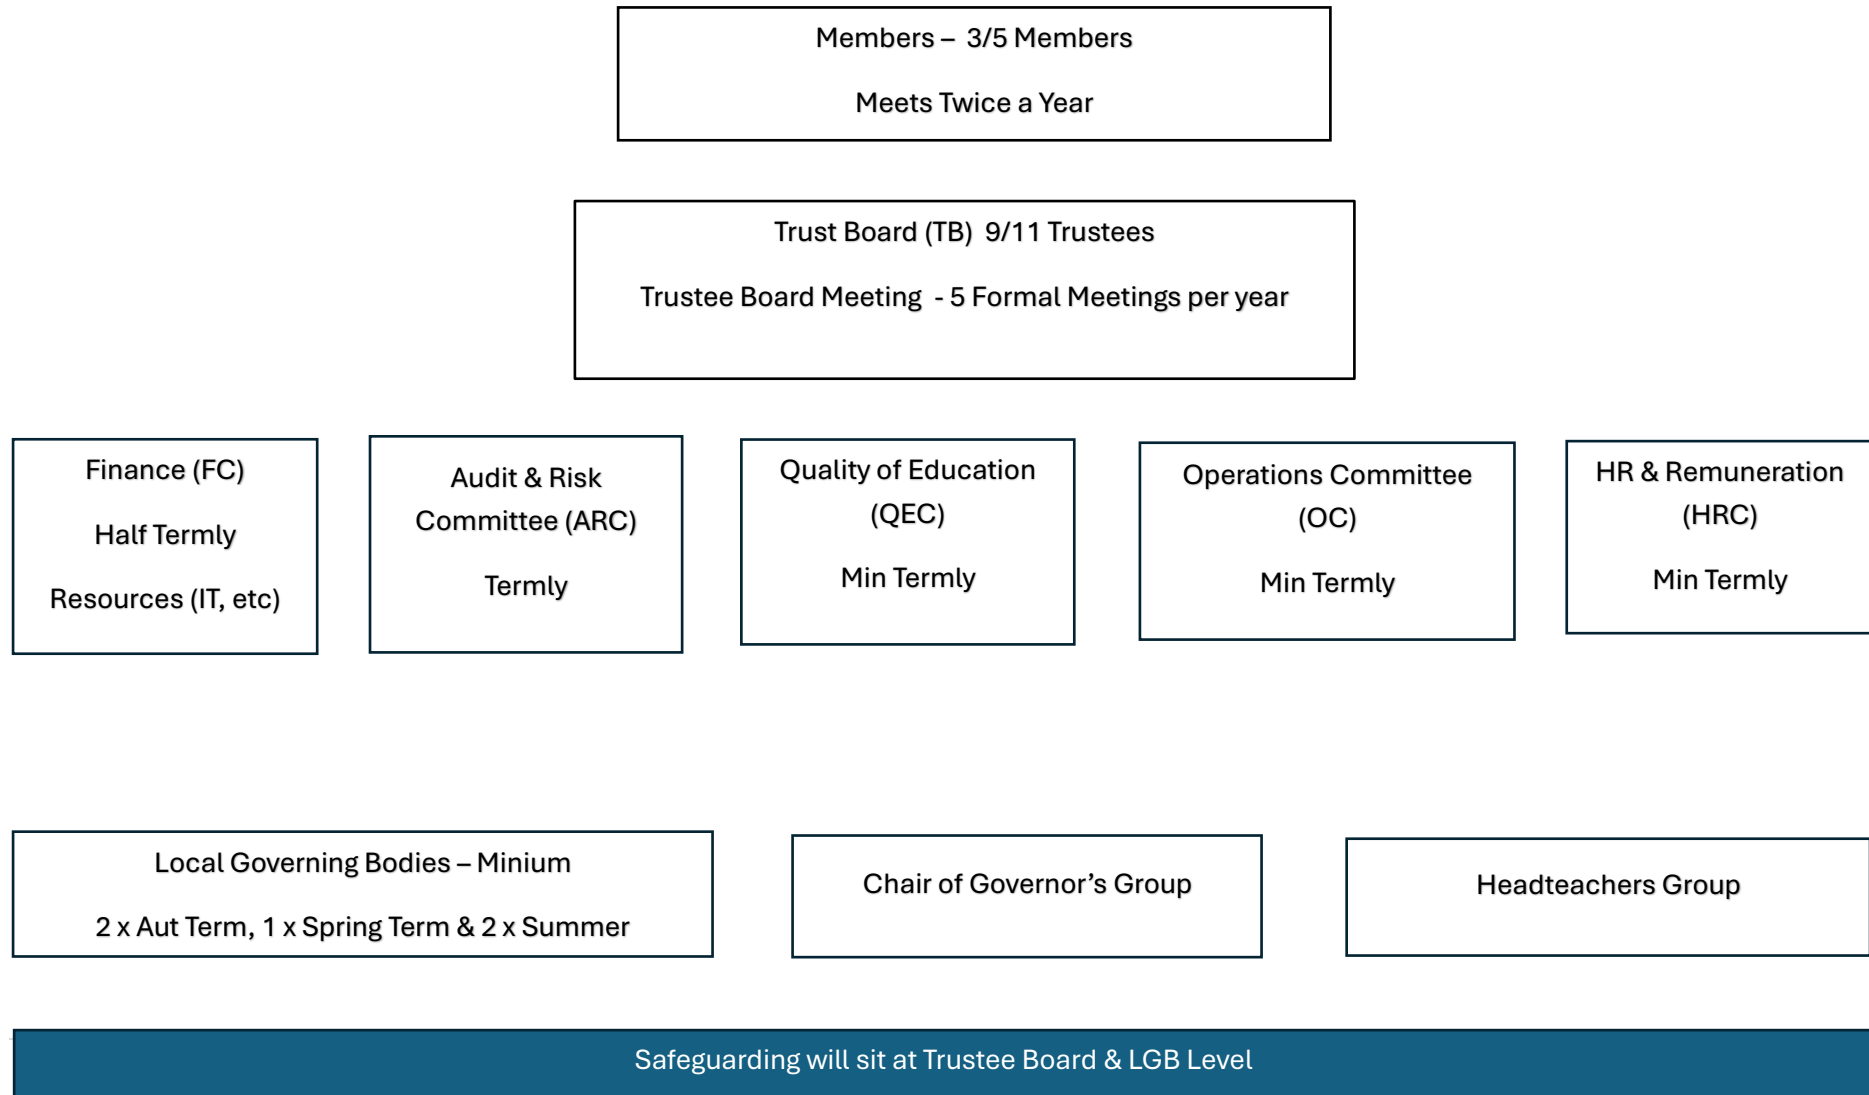 Members – 3/5 Members
Meets Twice a Year
Trust Board (TB) 9/11 Trustees
Trustee Board Meeting - 5 Formal Meetings per year
Finance (FC)
Half Termly
Resources (IT, etc)
Audit & Risk
Committee (ARC)
Termly
Quality of Education
(QEC)
Min Termly
Operations Committee
(OC)
Min Termly
HR & Remuneration
(HRC)
Min Termly
Local Governing Bodies – Minium
2 x Aut Term, 1 x Spring Term & 2 x Summer
Chair of Governor’s Group
Headteachers Group
Safeguarding will sit at Trustee Board & LGB Level